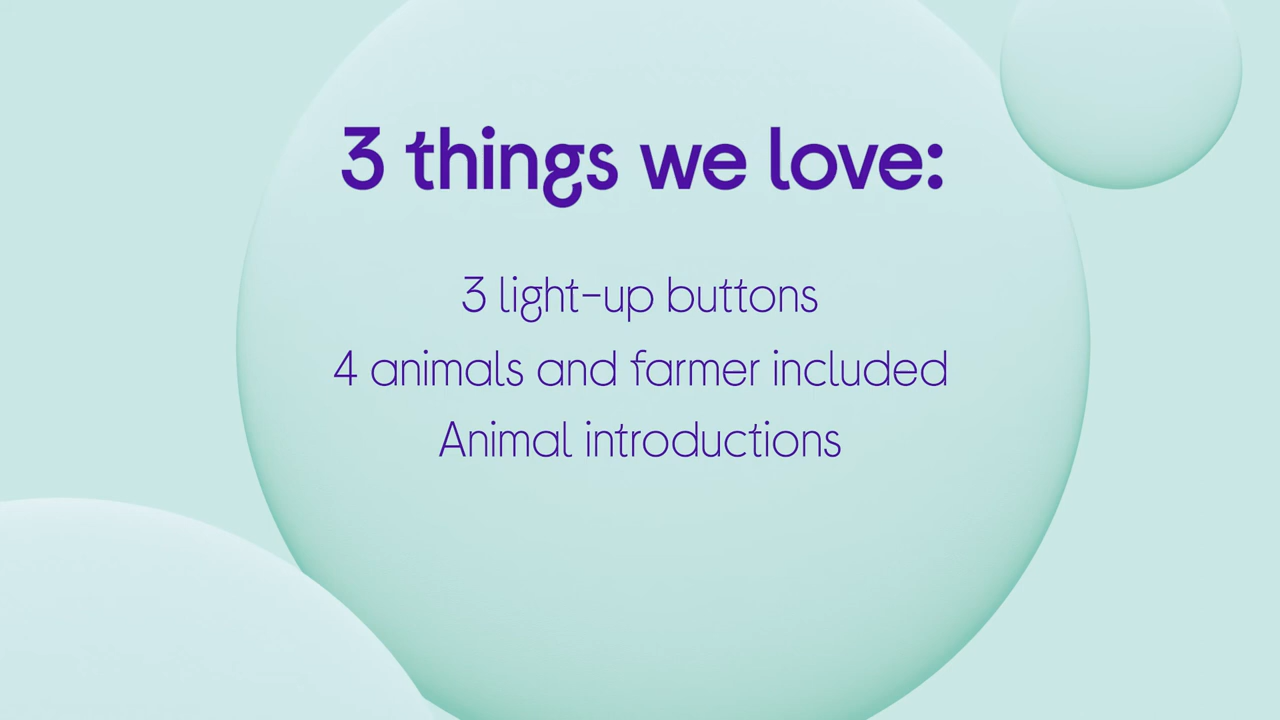 3 things we love:
3 light-up buttons
4 animals and farmer included
Animal introductions